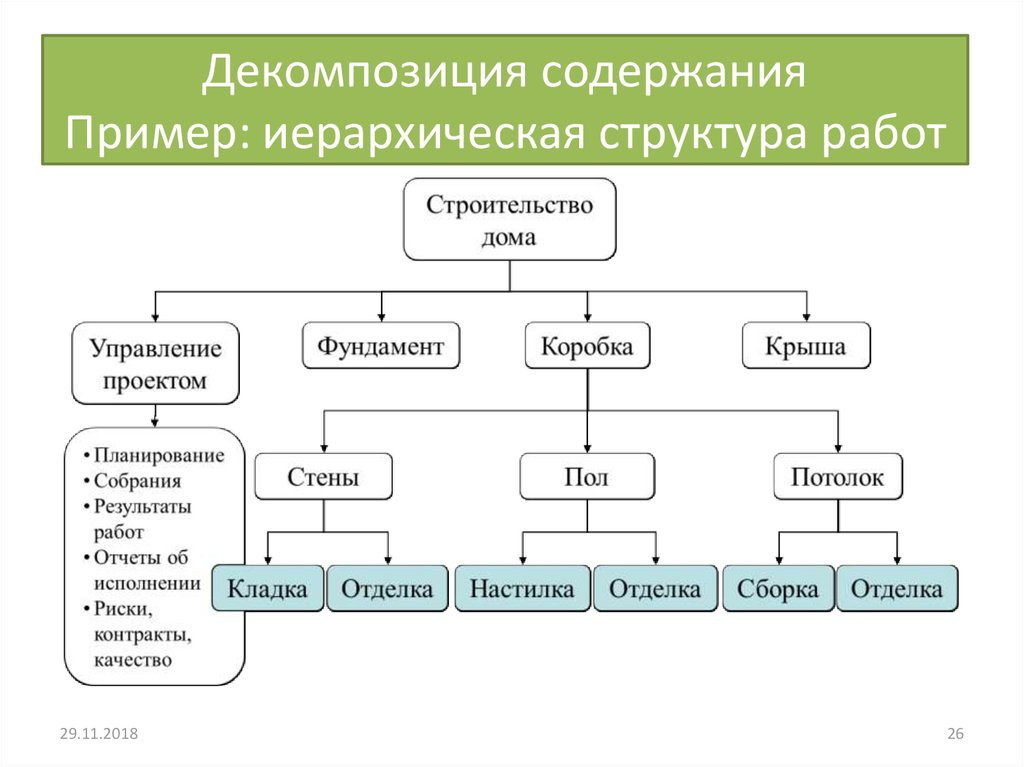 Декомпозиция содержания
Пример: иерархическая структура работ
Строительство
дома
Управление
проектом
Фундамент
Коробка
Крыша
• Планирование
• Собрания
• Результаты
работ
• Отчеты об
исполнении
• Риски,
контракты,
качество
Стены
Пол
Потолок
Кладка
Отделка
Настилка
Отделка
Сборка
Отделка
29.11.2018
26